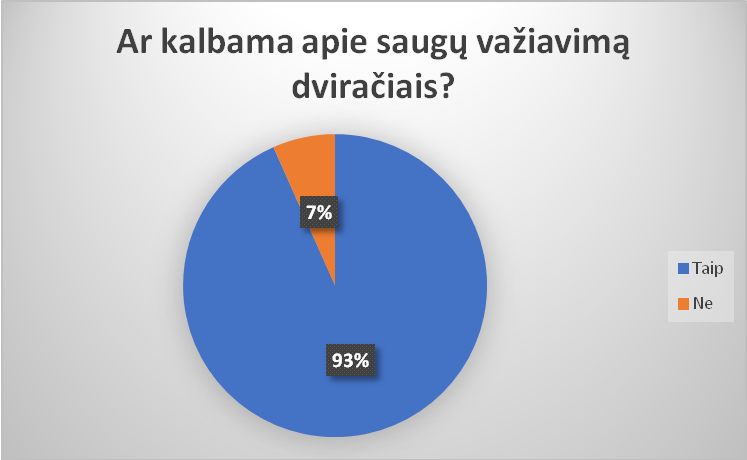 Ar kalbama apie saugų važiavimą
dviračiais?
7%
93%
Taip
Ne